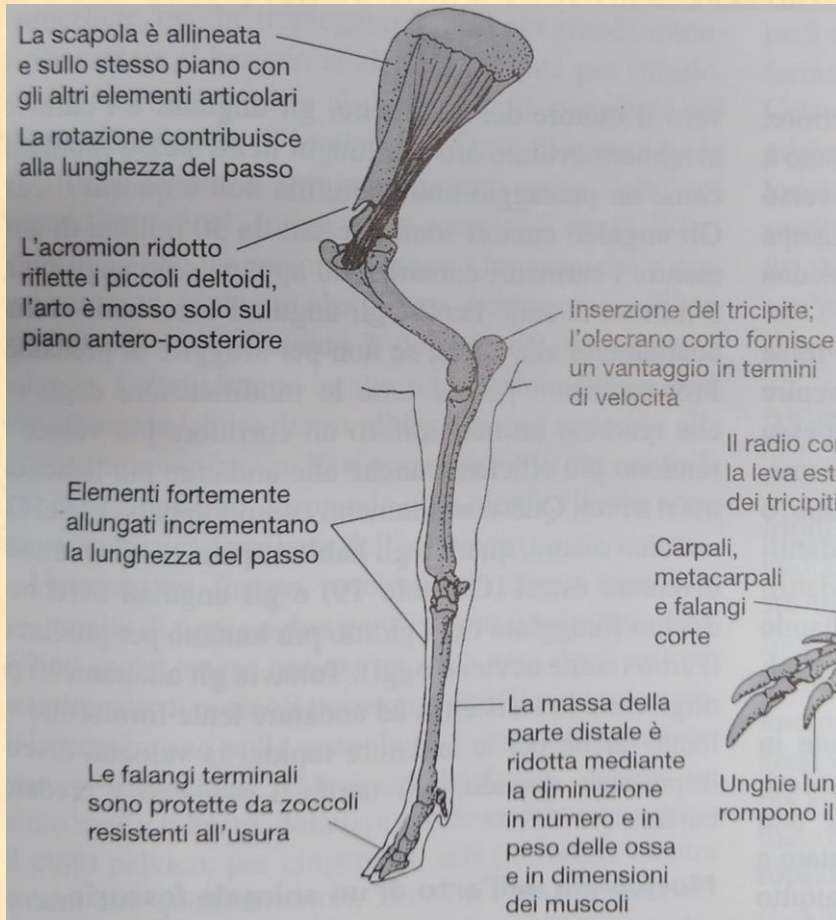 La scapola è allineata
e sullo stesso piano con
gli altri elementi articolari
La rotazione contribuisce
alla lunghezza del passo
L'acromion ridotto
riflette i piccoli deltoidi,
l'arto è mosso solo sul
piano antero-posteriore
Inserzione del tricipite;
l'olecrano corto fornisce
un vantaggio in termini
di velocità
Il radio
la leva
dei
Elementi fortemente
allungati incrementano
la lunghezza del passo
Carpali,
metacarpali
e falangi
corte
La massa della
parte distale è
ridotta mediante
la diminuzione
in numero e in
peso delle ossa
e in dimensioni
dei muscoli
Le falangi terminali
sono protette da zoccoli
resistenti all'usura
Unghie
rompono il